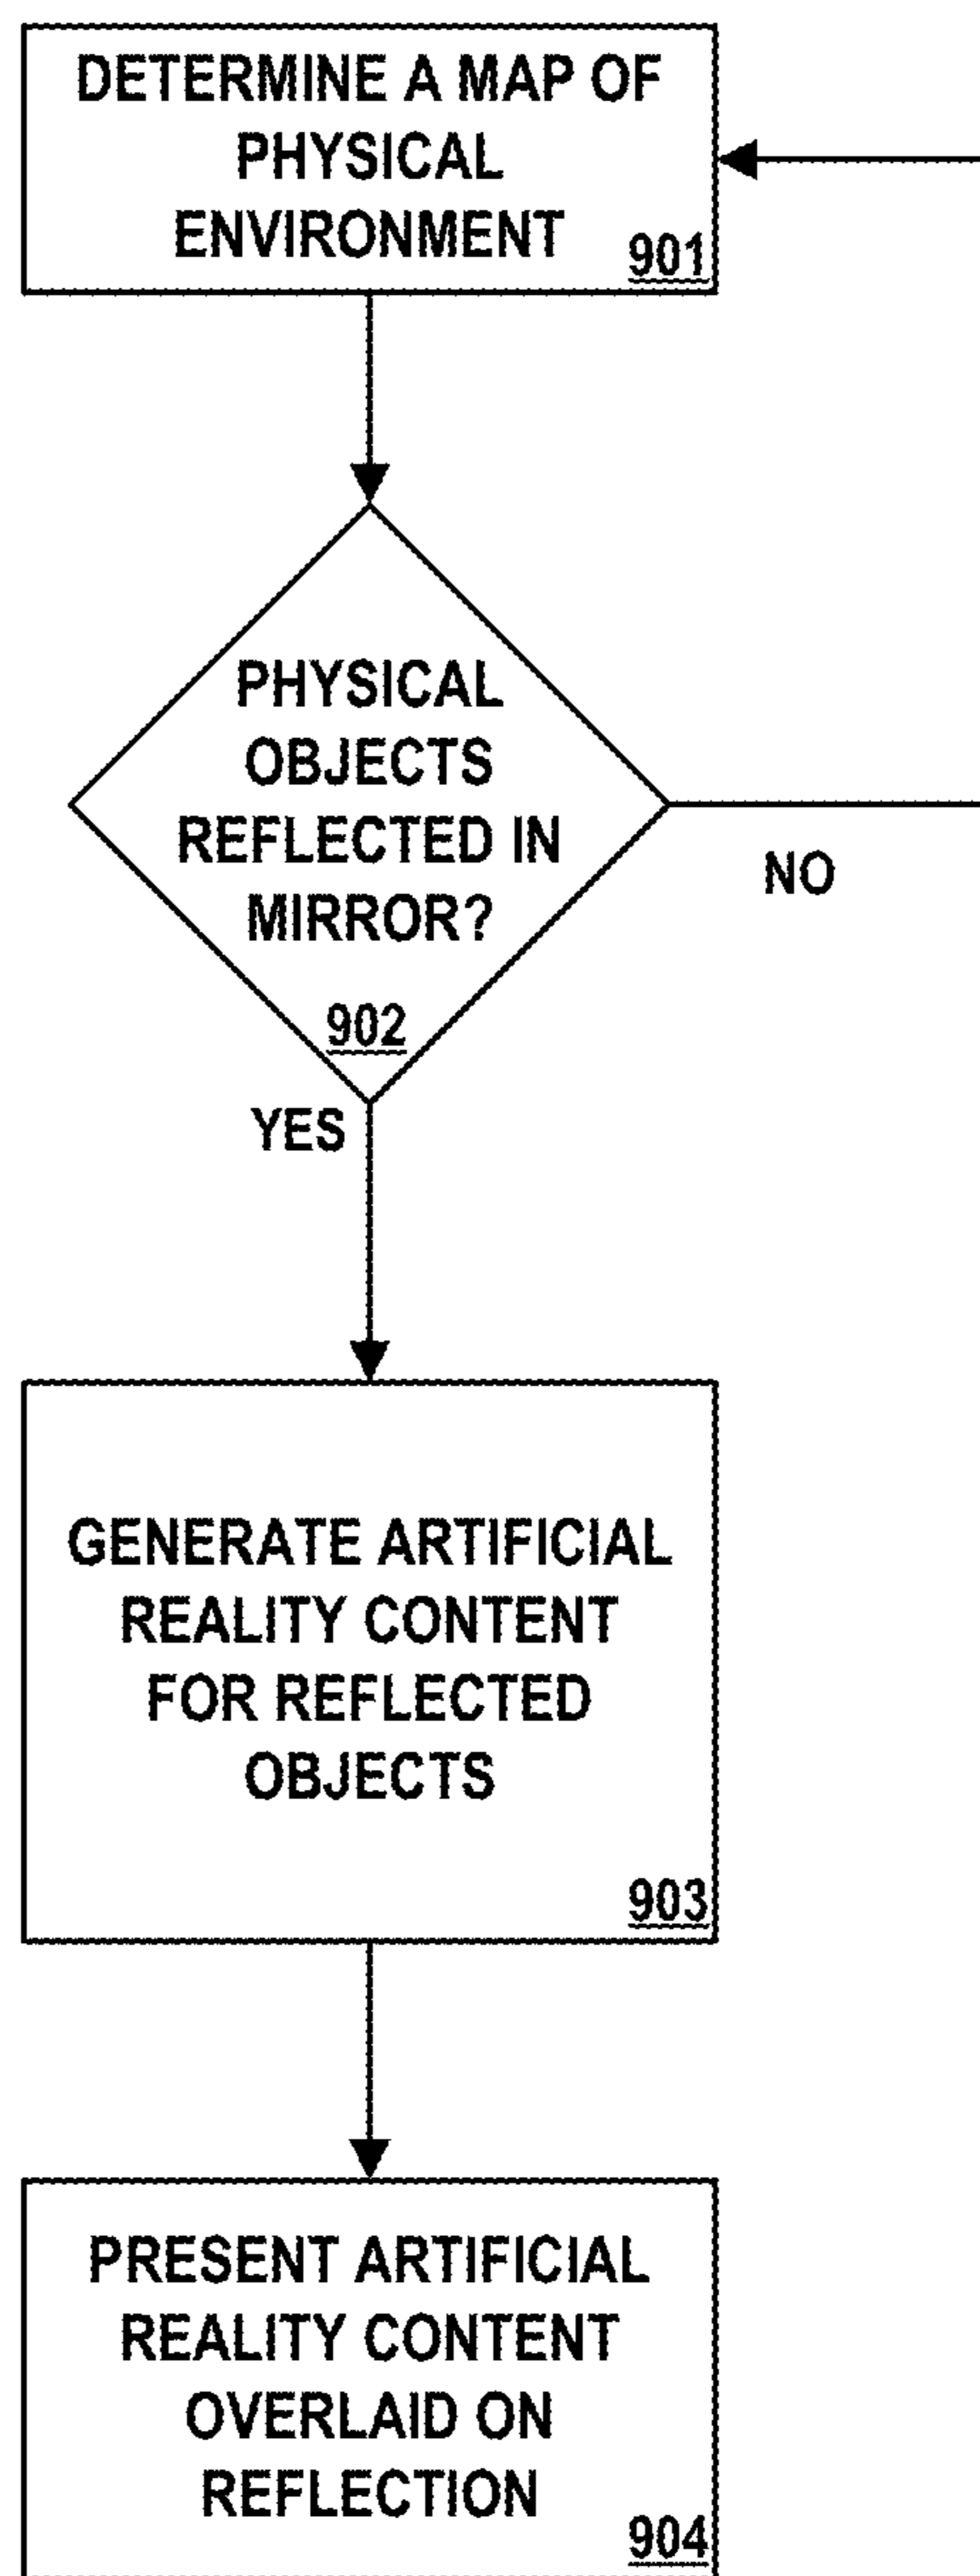 DETERMINE A MAP OF
PHYSICAL
ENVIRONMENT
901
PHYSICAL
OBJECTS
REFLECTED IN
MIRROR?
902
NO
YES
GENERATE ARTIFICIAL
REALITY CONTENT
FOR REFLECTED
OBJECTS
903
PRESENT ARTIFICIAL
REALITY CONTENT
OVERLAID ON
REFLECTION
904